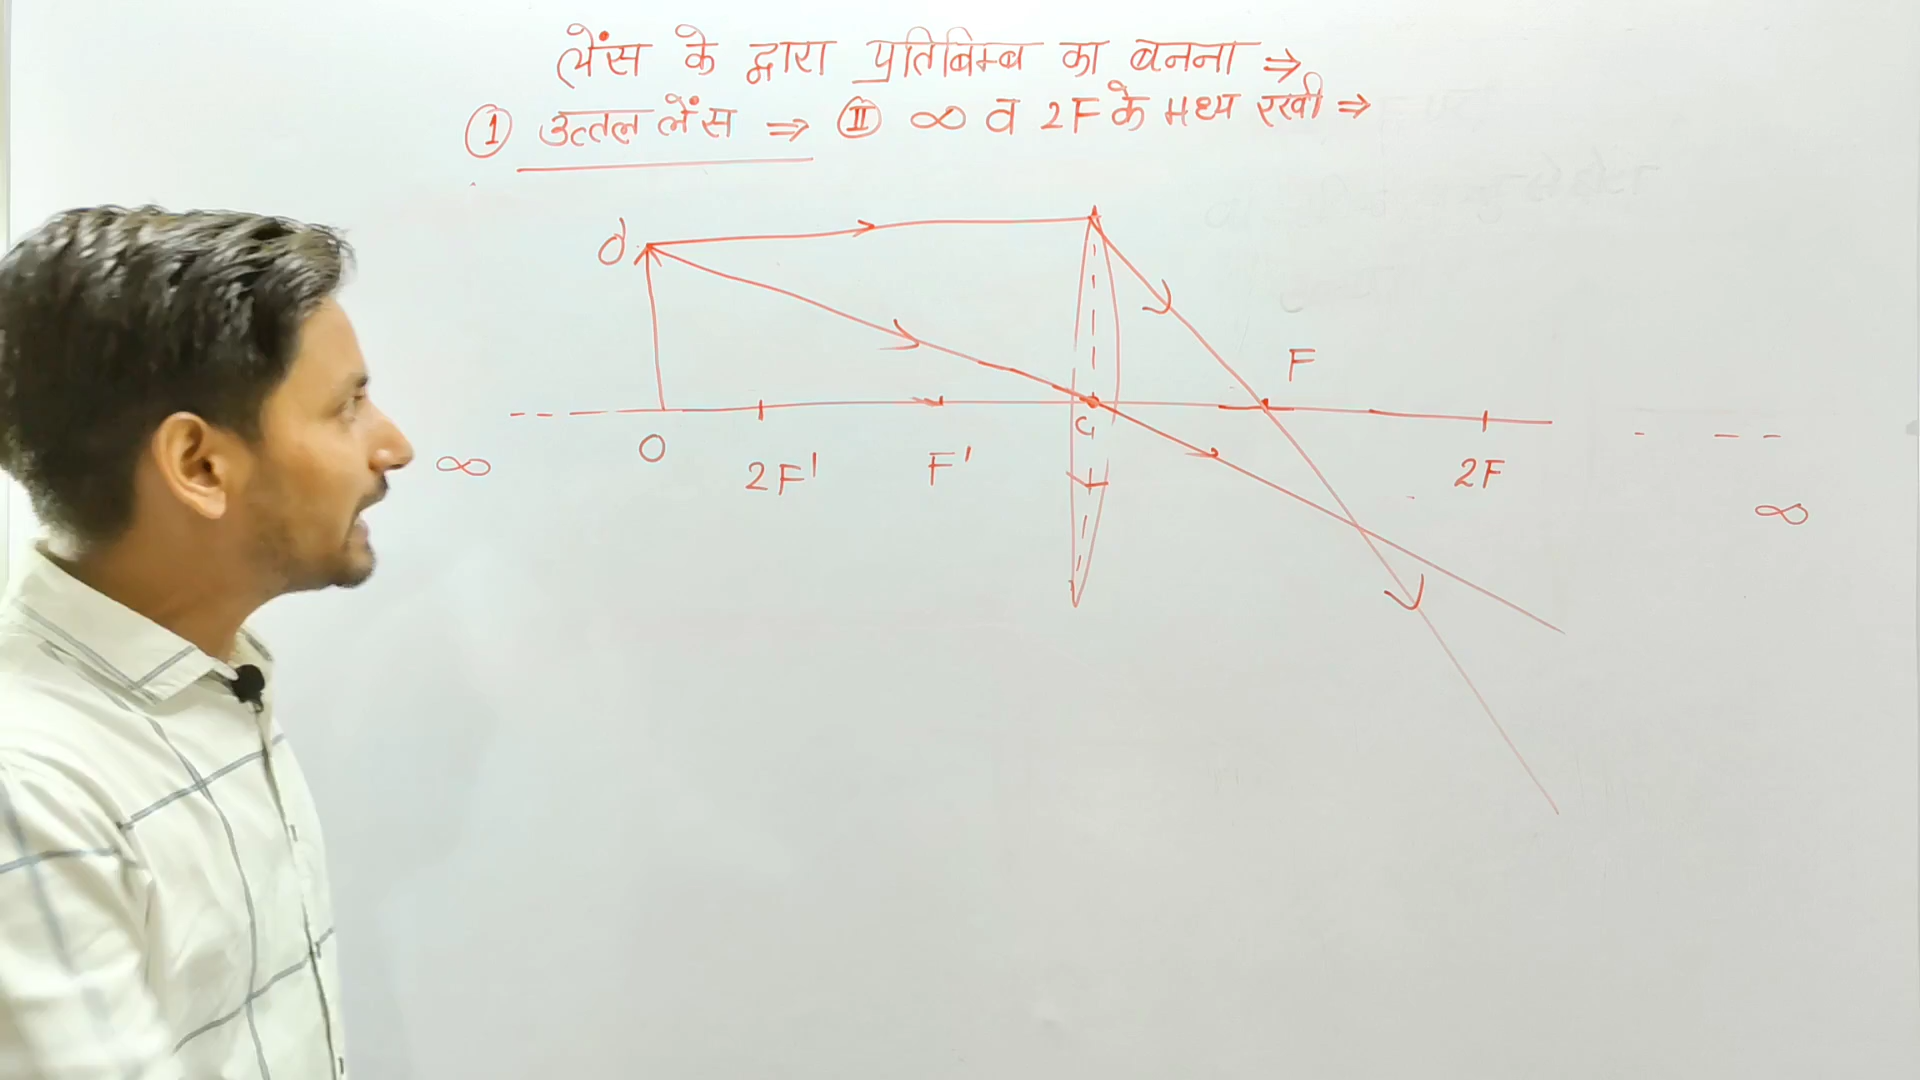 लेंस के द्वारा प्रतिबिम्ब का बनना ⇒
① उत्तल लेंस ⇒ Ⅱ ∞ व 2F के मध्य रखी ⇒
O'
F
C
O
2F'
F'
2F
∞
∞